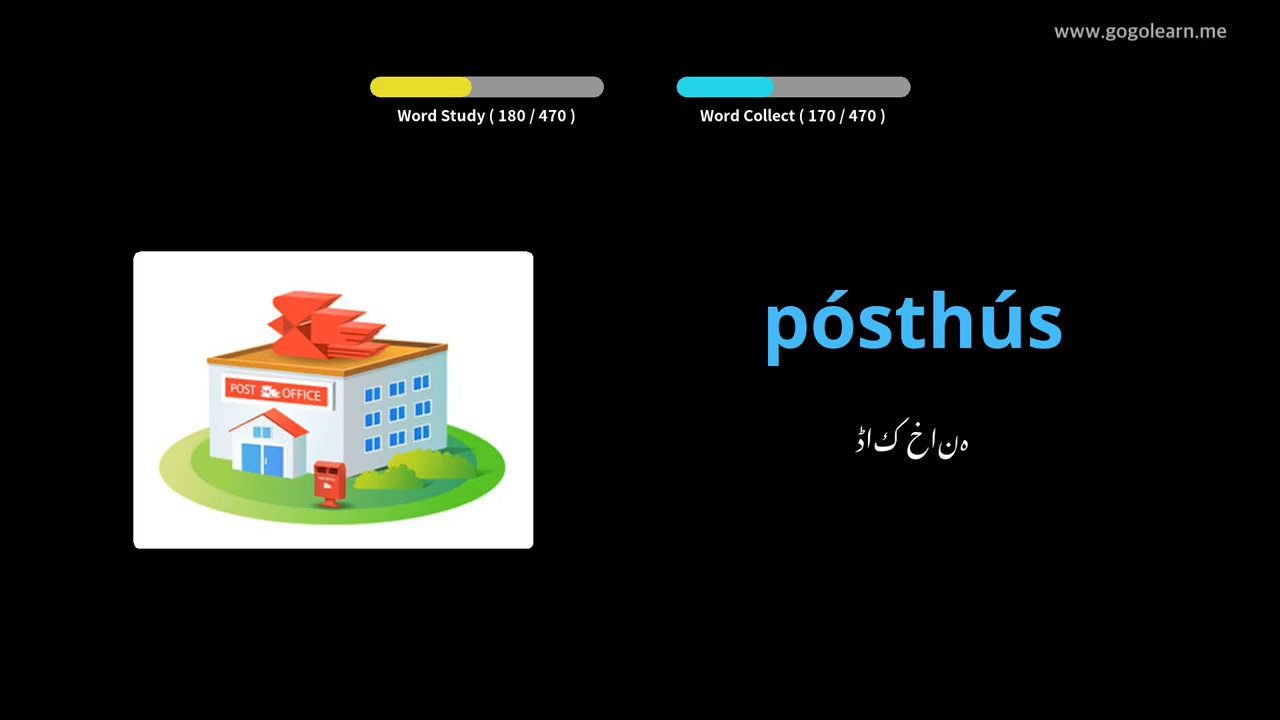 www.gogolearn.me
Word Study ( 180 / 470 )
Word Collect ( 170 / 470 )
POST OFFICE
pósthús
ڈاک خانہ